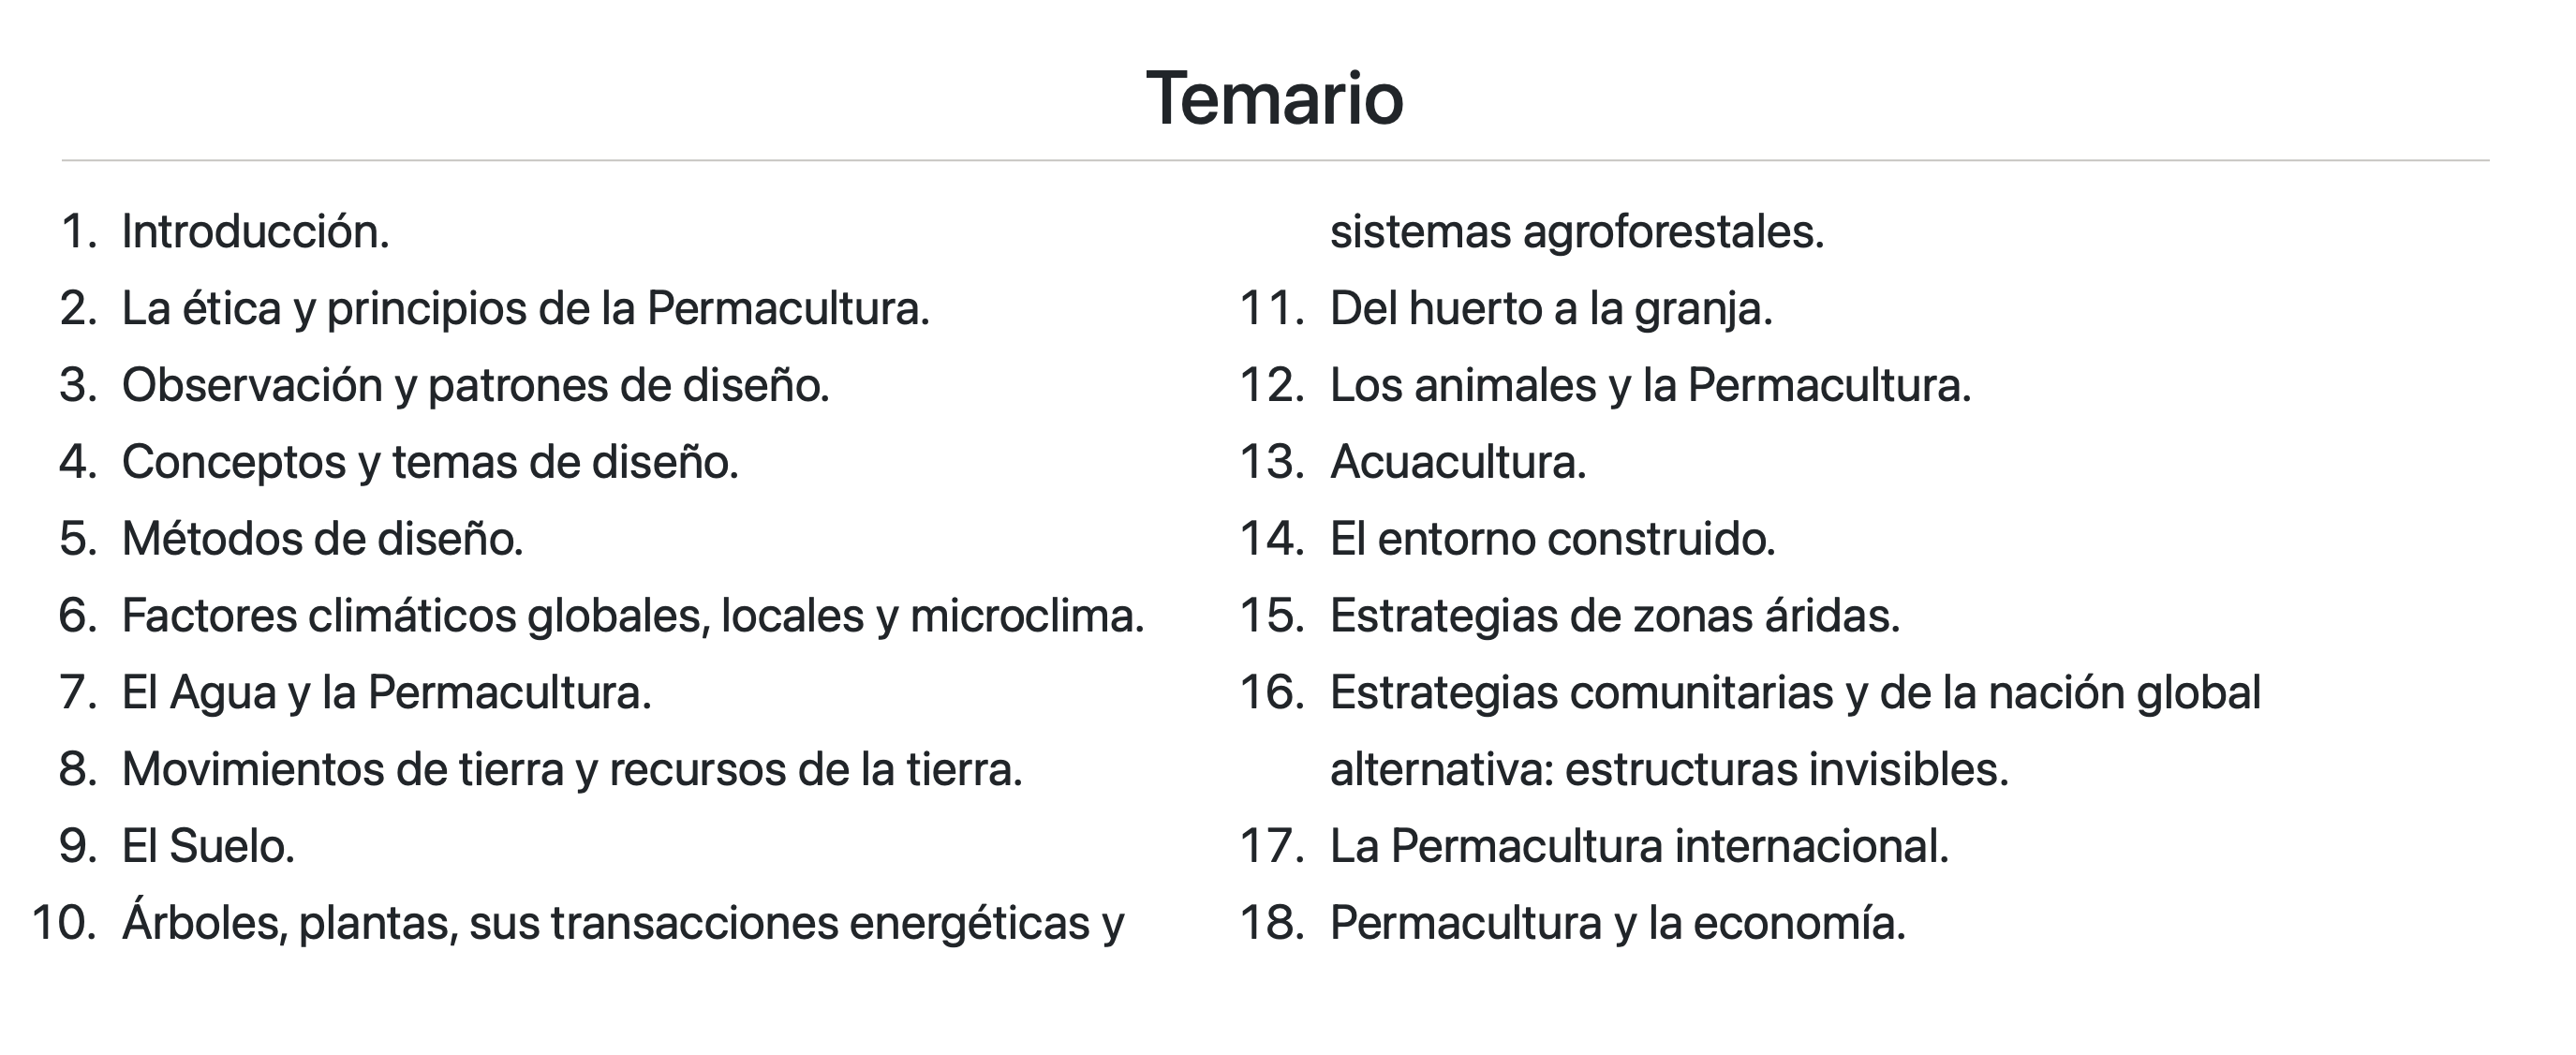 Temario
1. Introducción.
2. La ética y principios de la Permacultura.
3. Observación y patrones de diseño.
4. Conceptos y temas de diseño.
5. Métodos de diseño.
6. Factores climáticos globales, locales y microclima.
7. El Agua y la Permacultura.
8. Movimientos de tierra y recursos de la tierra.
9. El Suelo.
10. Árboles, plantas, sus transacciones energéticas y
sistemas agroforestales.
11. Del huerto a la granja.
12. Los animales y la Permacultura.
13. Acuacultura.
14. El entorno construido.
15. Estrategias de zonas áridas.
16. Estrategias comunitarias y de la nación global
alternativa: estructuras invisibles.
17. La Permacultura internacional.
18. Permacultura y la economía.